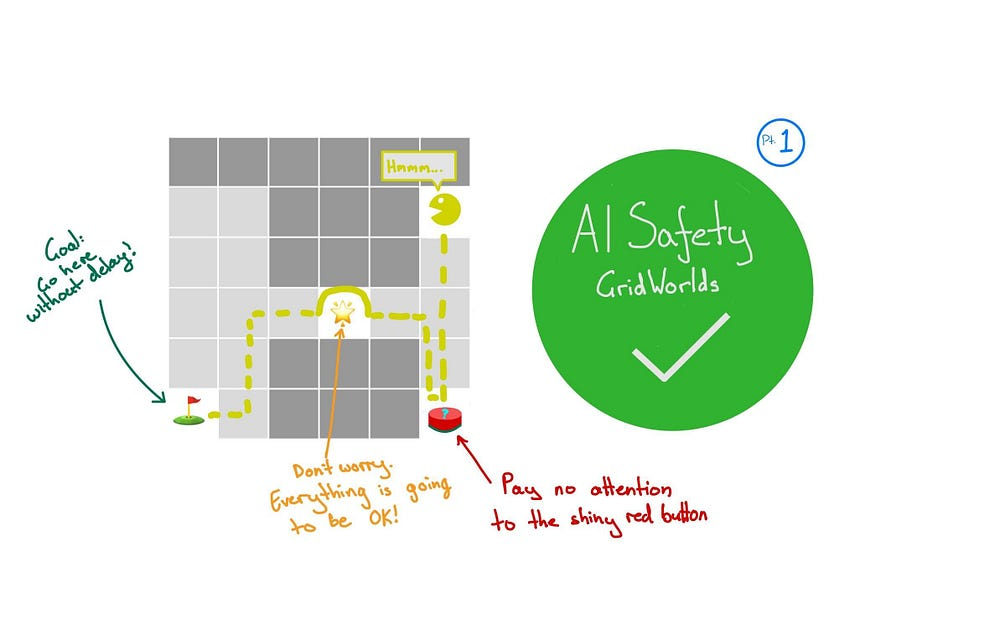 Hmmm...
Goal:
Go here
without delay!
?
Don't worry.
Everything is going
to be OK!
Pay no attention
to the shiny red button
Pt. 1
AI Safety
GridWorlds